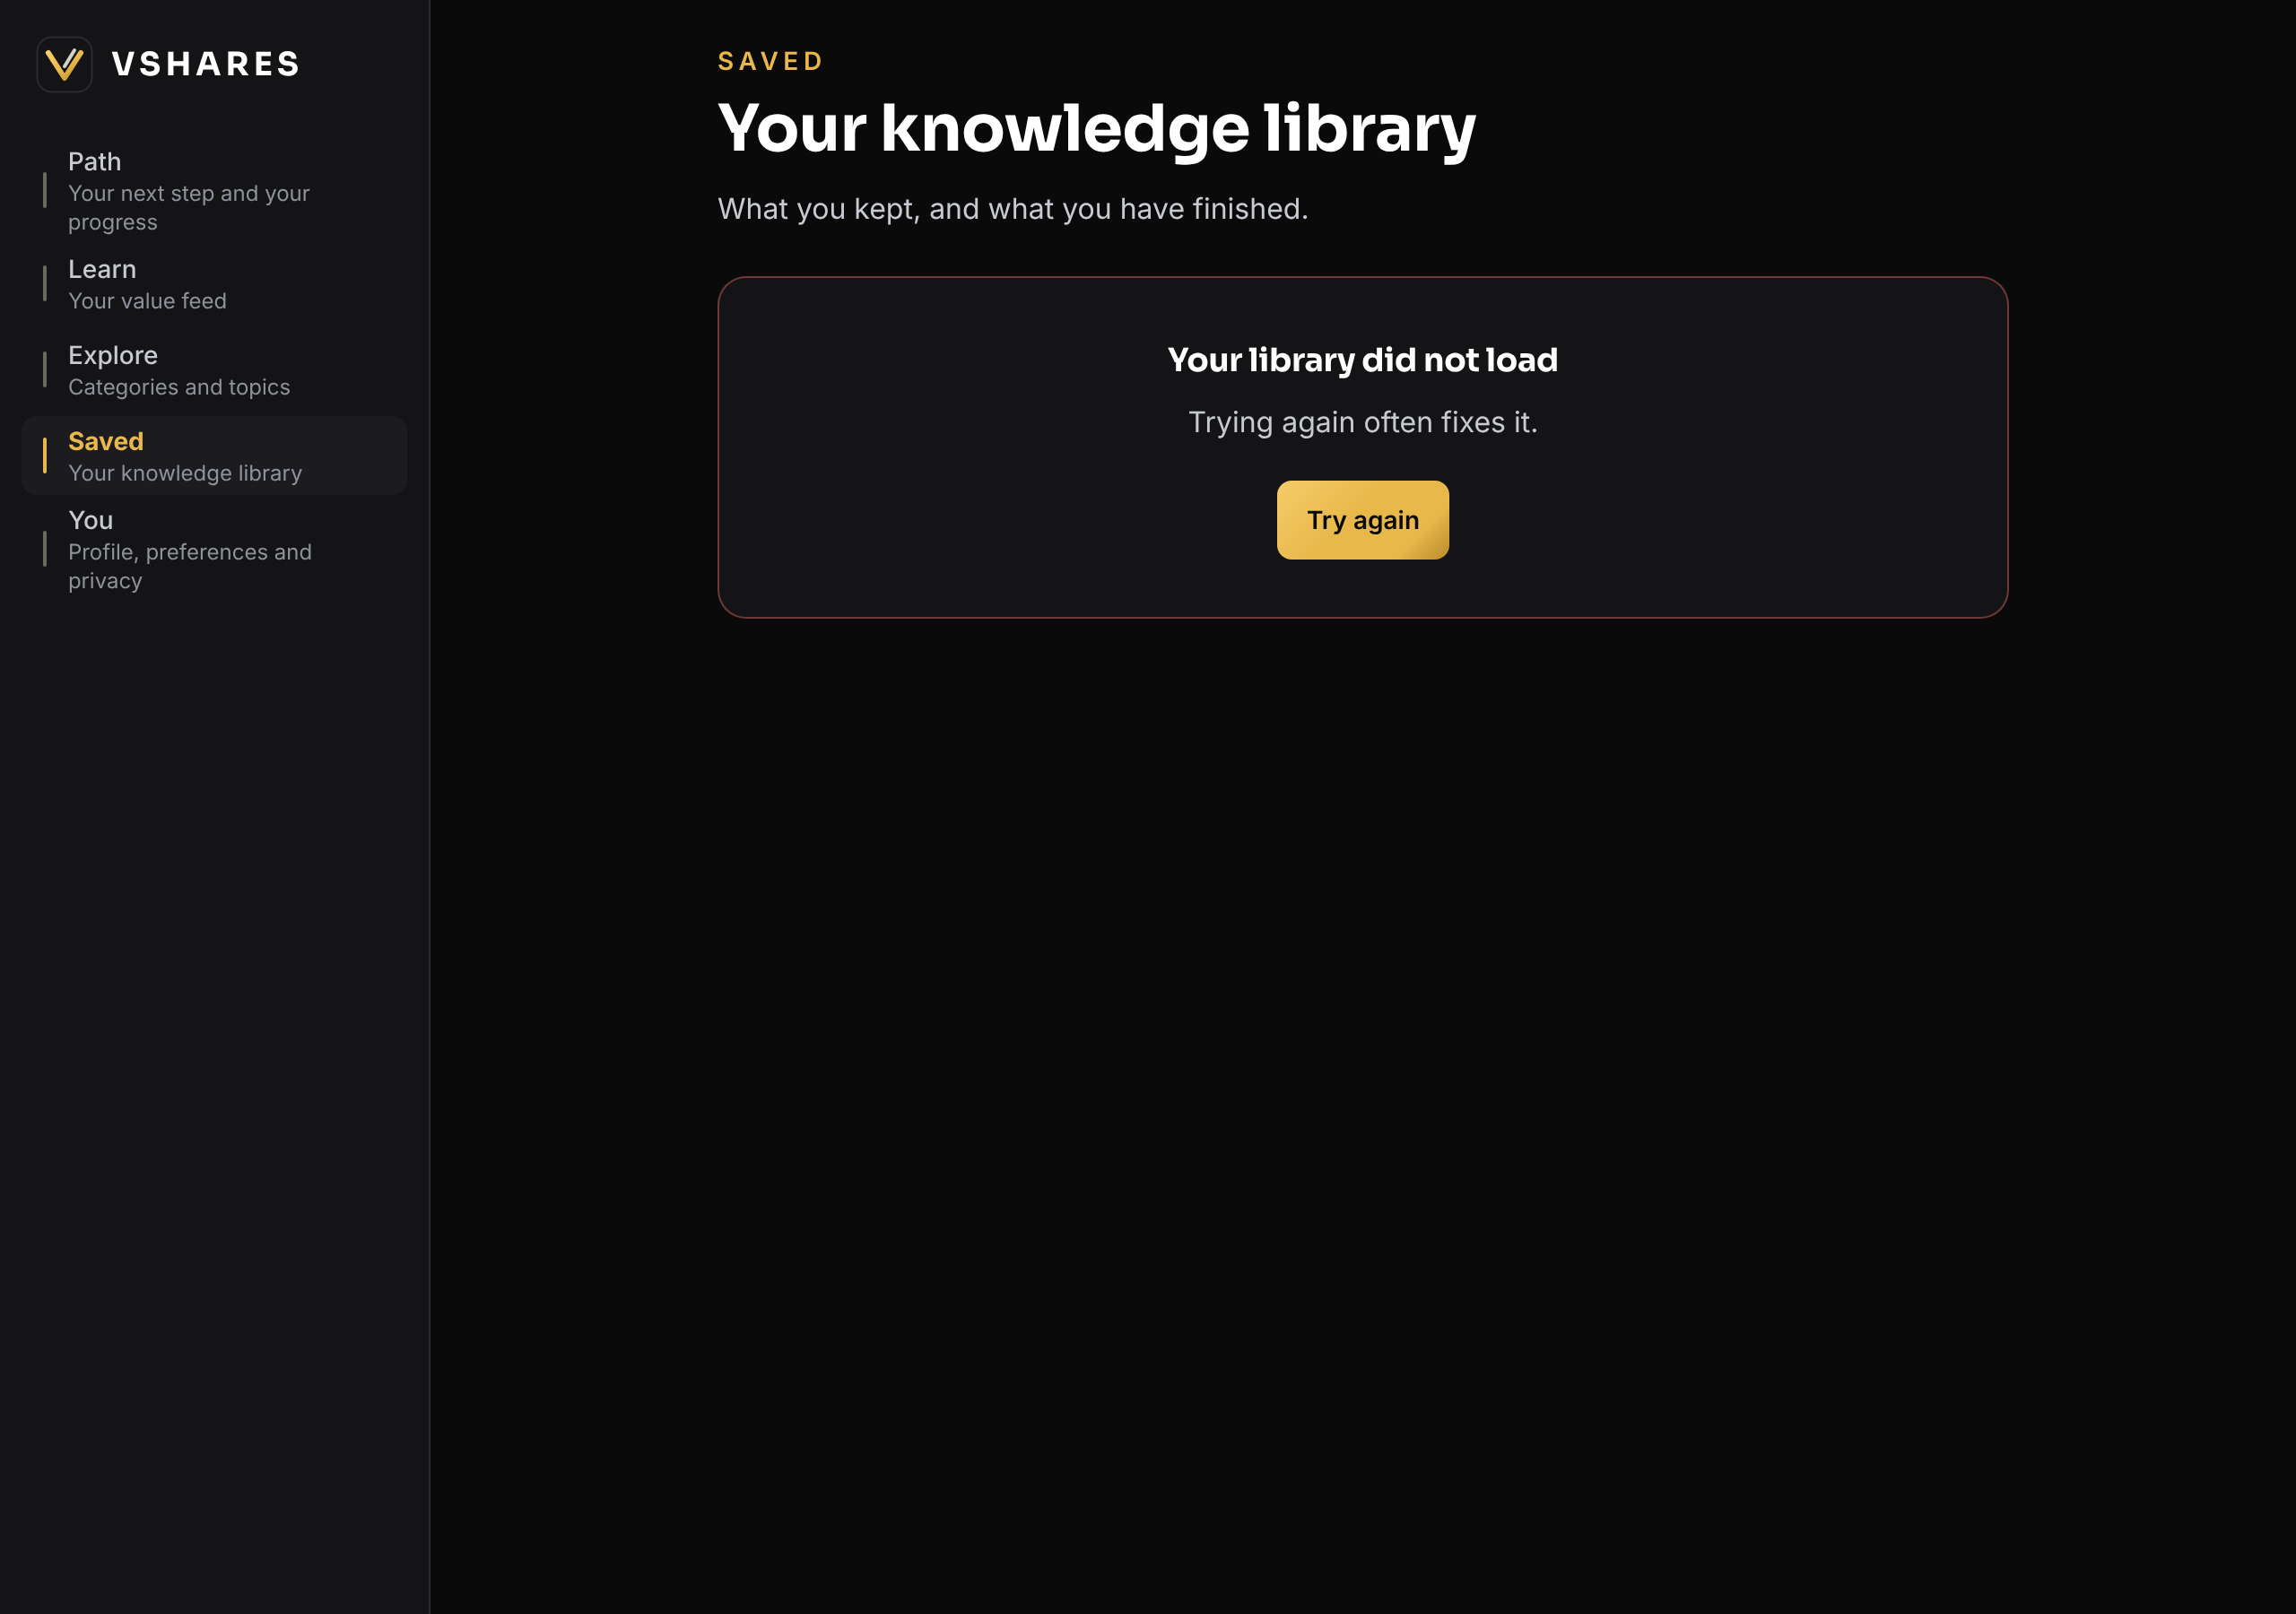 VSHARES
Path
Your next step and your
progress
Learn
Your value feed
Explore
Categories and topics
Saved
Your knowledge library
You
Profile, preferences and
privacy
SAVED
Your knowledge library
What you kept, and what you have finished.
Your library did not load
Trying again often fixes it.
Try again